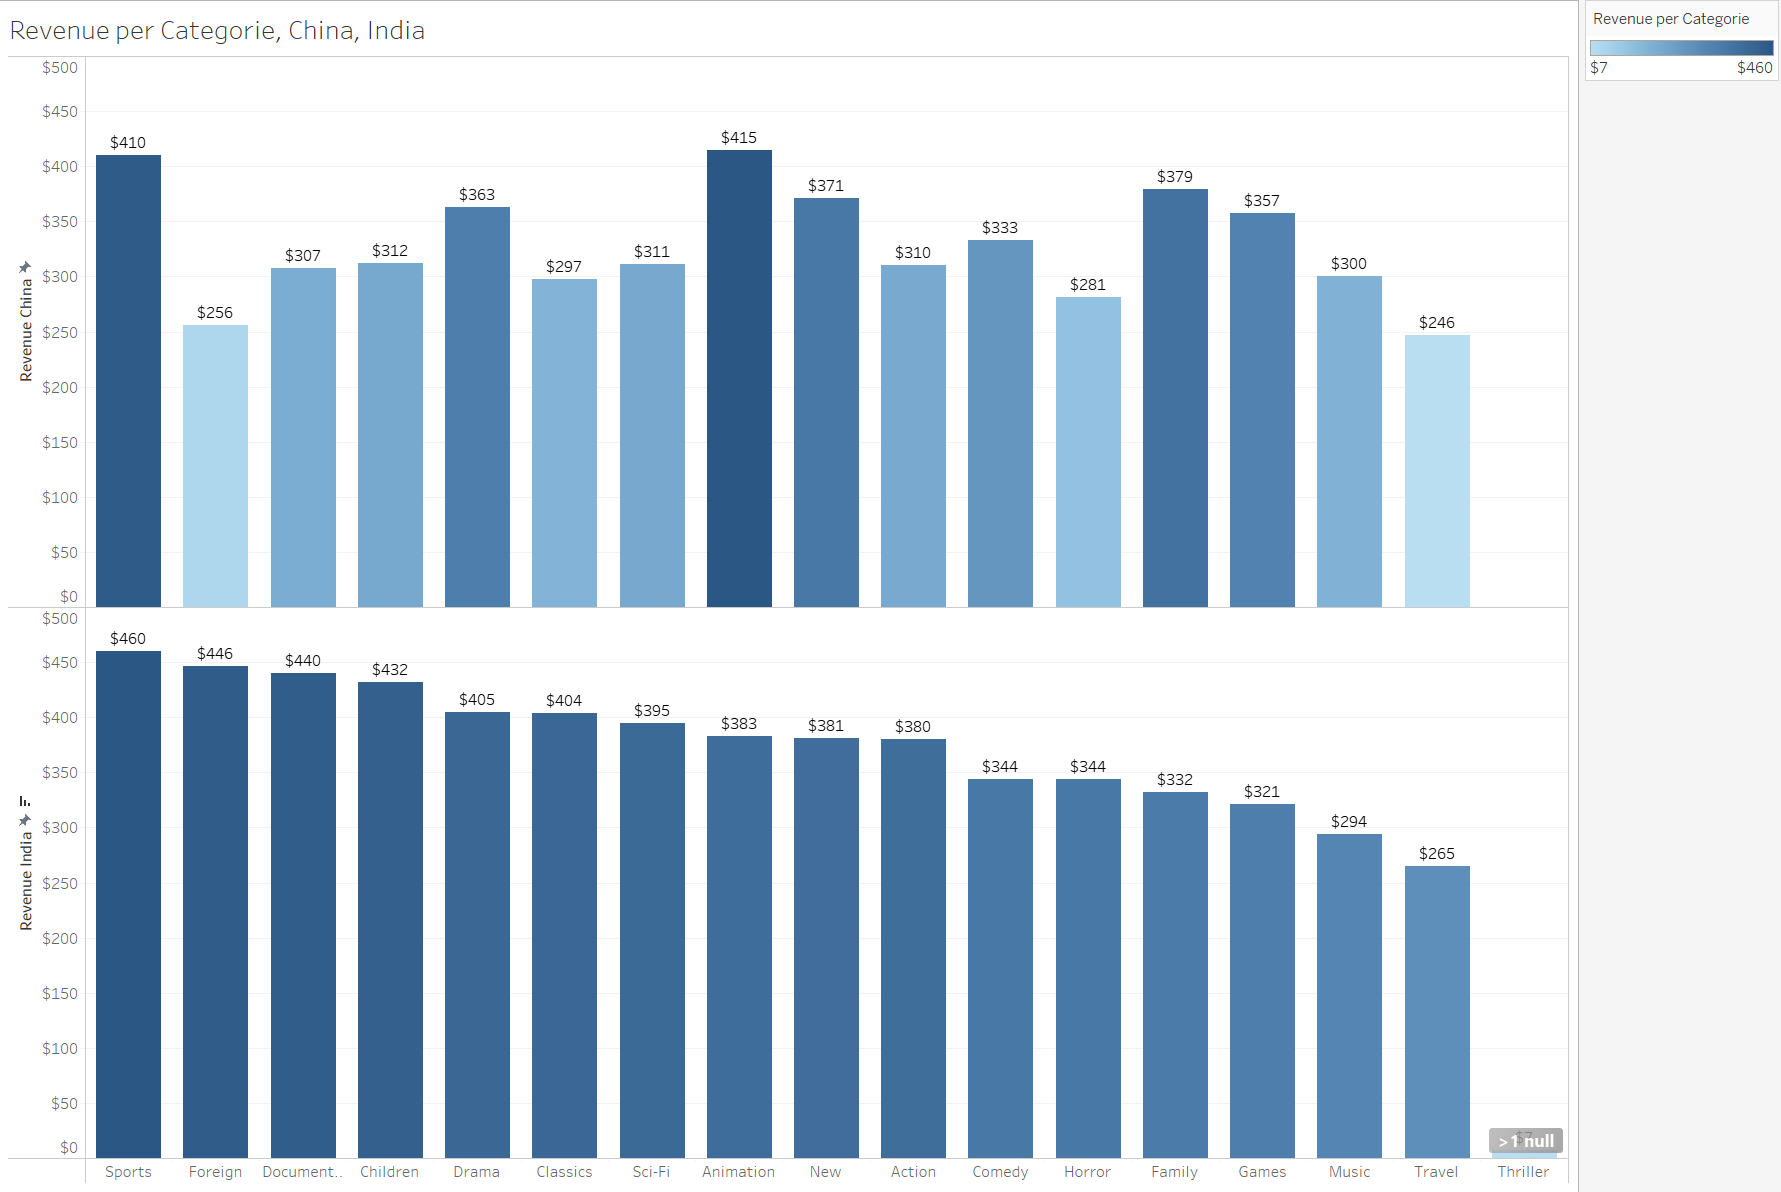 Revenue per Categorie, China, India
Revenue per Categorie
$7 $460
Revenue China
$500
$450
$400
$350
$300
$250
$200
$150
$100
$50
$0
$410 $256 $307 $312 $363 $297 $311 $415 $371 $310 $333 $281 $379 $357 $300 $246
Revenue India
$500
$450
$400
$350
$300
$250
$200
$150
$100
$50
$0
$460 $446 $440 $432 $405 $404 $395 $383 $381 $380 $344 $344 $332 $321 $294 $265
>1 null
Sports Foreign Document.. Children Drama Classics Sci-Fi Animation New Action Comedy Horror Family Games Music Travel Thriller